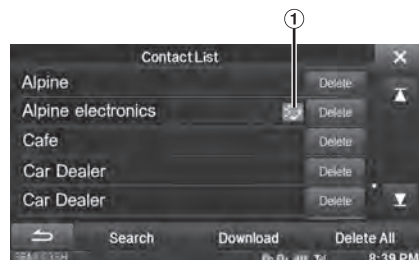 ①
Contact List
Alpine Delete
Alpine electronics Delete
Cafe Delete
Car Dealer Delete
Car Dealer Delete
Search Download Delete All
8:39 PM